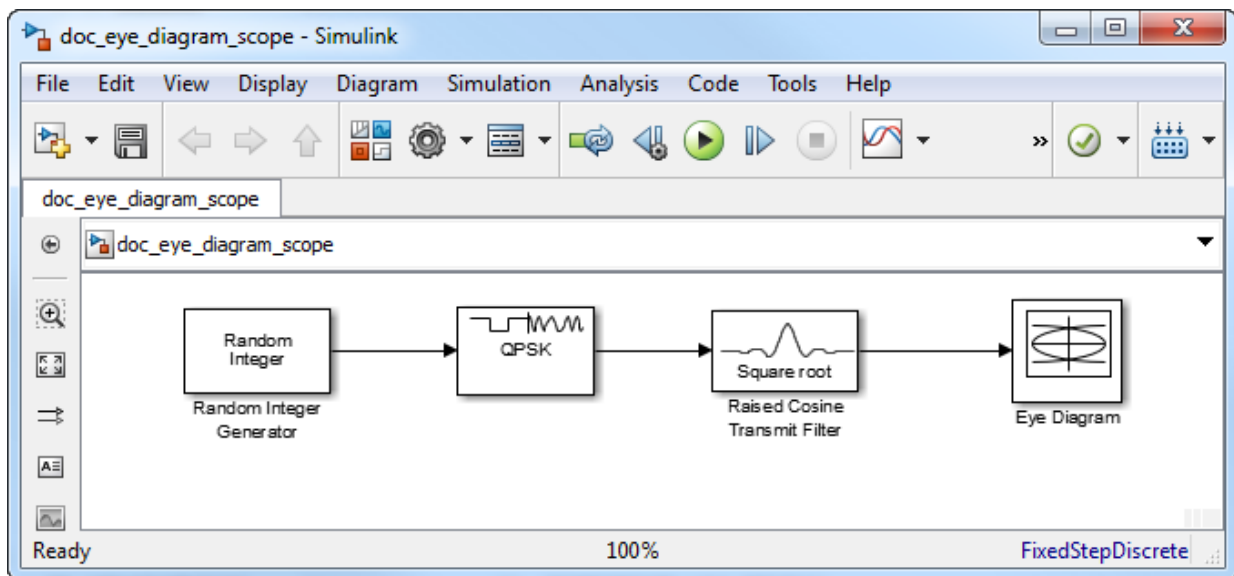 doc_eye_diagram_scope - Simulink
File Edit View Display Diagram Simulation Analysis Code Tools Help
»
doc_eye_diagram_scope
doc_eye_diagram_scope
Random
Integer
Random Integer
Generator
QPSK
Square root
Raised Cosine
Transmit Filter
Eye Diagram
Ready 100% FixedStepDiscrete